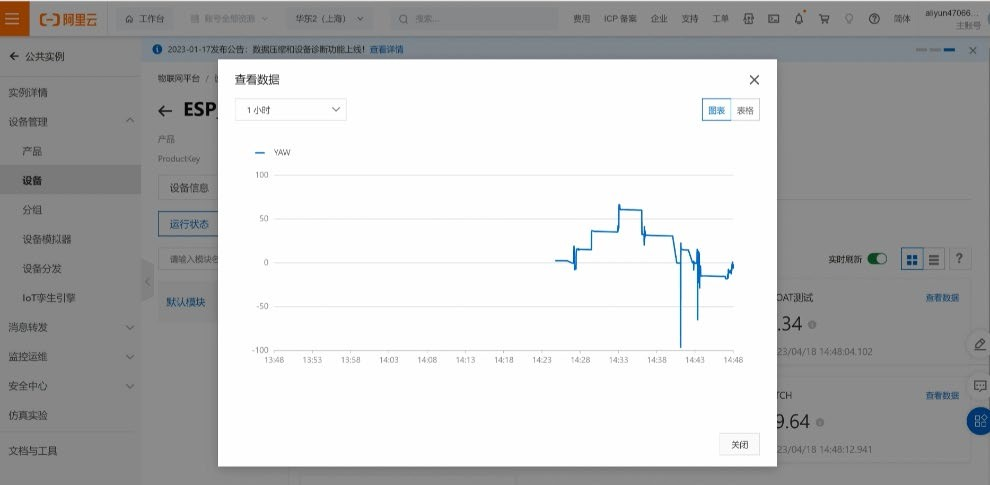 阿里云
工作台
账号全部资源
华东2（上海）
搜索...
费用
ICP 备案
企业
支持
工单
简体
aliyun47066...
主账号
公共实例
2023-01-17发布公告：数据压缩和设备诊断功能上线！查看详情
实例详情
设备管理
产品
设备
分组
设备模拟器
设备分发
IoT孪生引擎
消息转发
监控运维
安全中心
仿真实验
文档与工具
物联网平台 /
ESP
产品
ProductKey
设备信息
运行状态
请输入模块
默认模块
查看数据
1 小时
图表
表格
YAW
100
50
0
-50
-100
13:48
13:53
13:58
14:03
14:08
14:13
14:18
14:23
14:28
14:33
14:38
14:43
14:48
关闭
实时刷新
?
OAT测试
查看数据
.34
23/04/18 14:48:04.102
TCH
查看数据
9.64
23/04/18 14:48:12.941